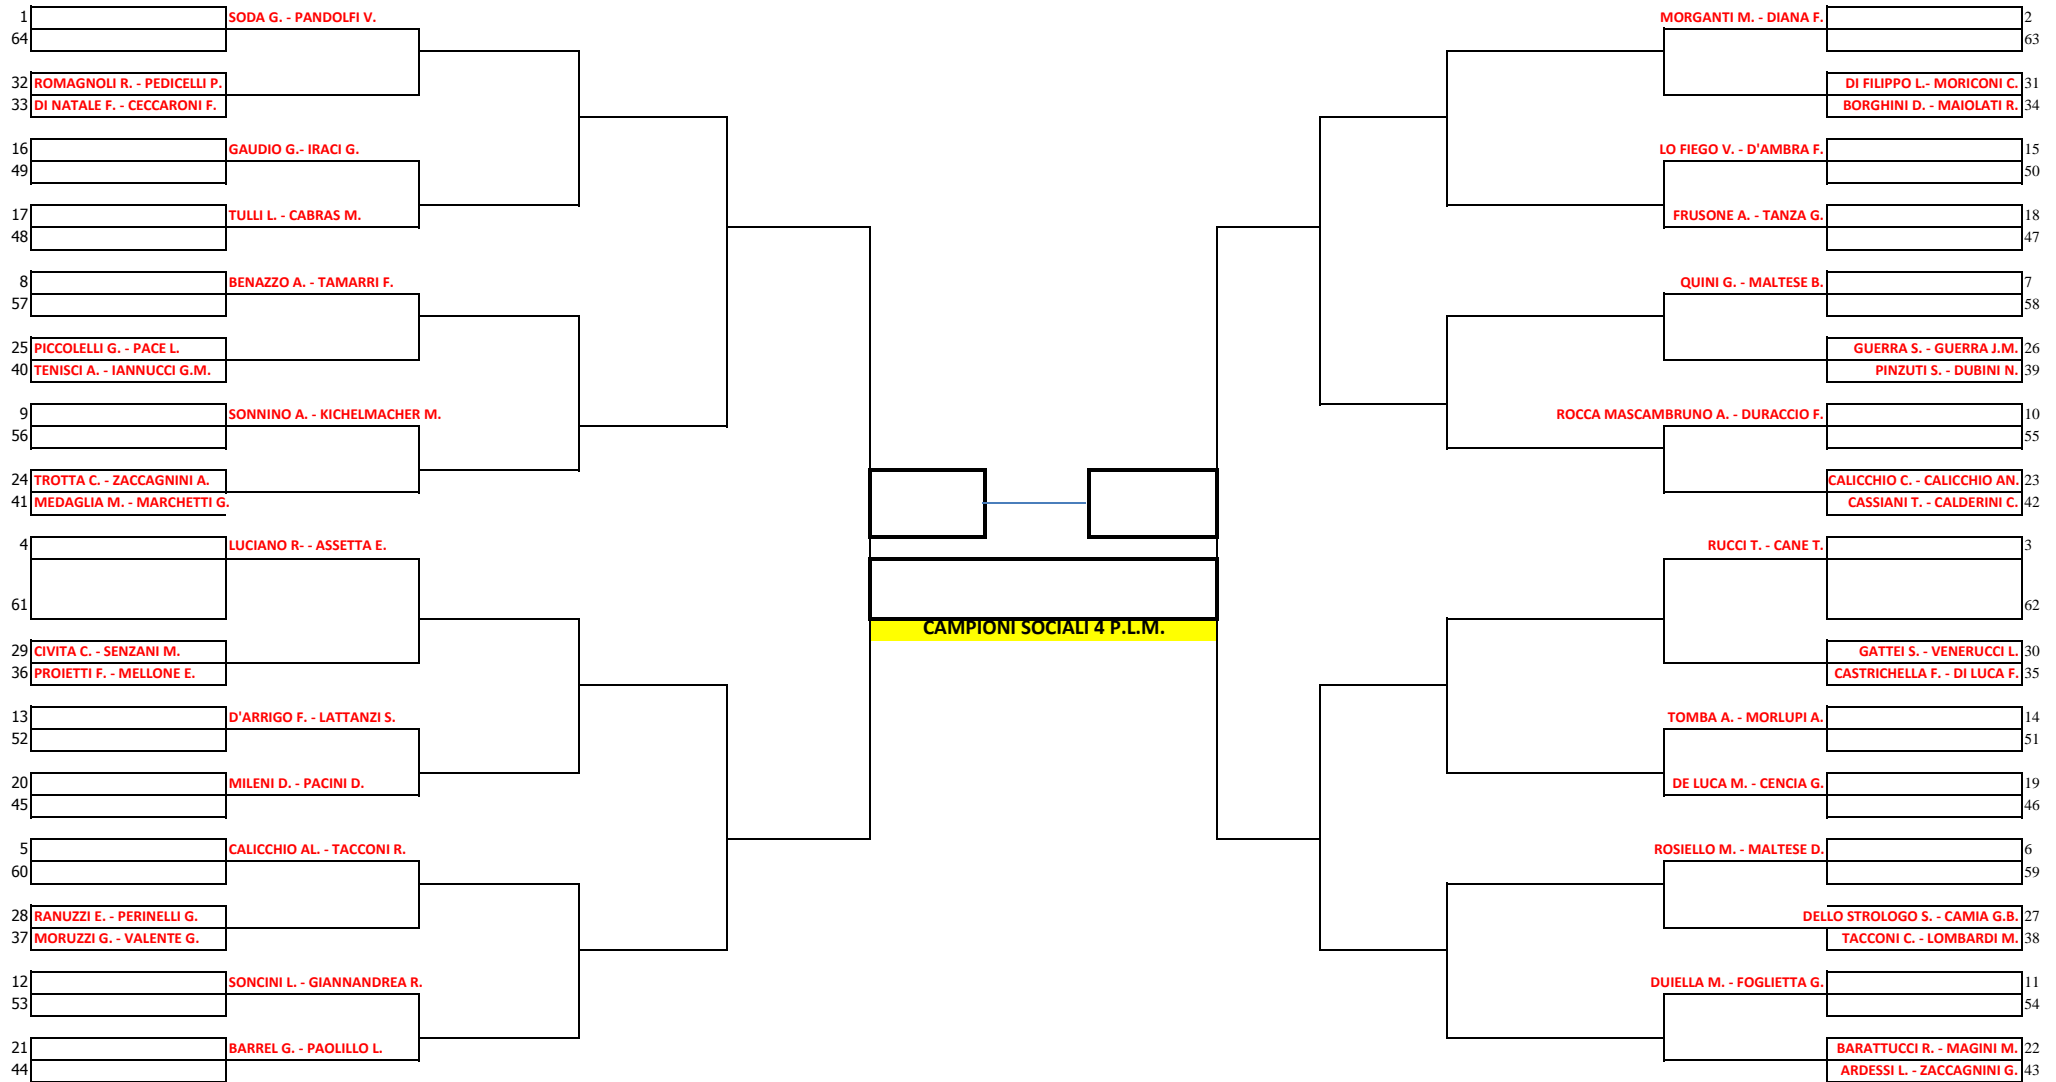 1 SODA G. - PANDOLFI V.
64
32 ROMAGNOLI R. - PEDICELLI P.
33 DI NATALE F. - CECCARONI F.
16 GAUDIO G.- IRACI G.
49
17 TULLI L. - CABRAS M.
48
8 BENAZZO A. - TAMARRI F.
57
25 PICCOLELLI G. - PACE L.
40 TENISCI A. - IANNUCCI G.M.
9 SONNINO A. - KICHELMACHER M.
56
24 TROTTA C. - ZACCAGNINI A.
41 MEDAGLIA M. - MARCHETTI G.
4 LUCIANO R- - ASSETTA E.
61
29 CIVITA C. - SENZANI M.
36 PROIETTI F. - MELLONE E.
13 D'ARRIGO F. - LATTANZI S.
52
20 MILENI D. - PACINI D.
45
5 CALICCHIO AL. - TACCONI R.
60
28 RANUZZI E. - PERINELLI G.
37 MORUZZI G. - VALENTE G.
12 SONCINI L. - GIANNANDREA R.
53
21 BARREL G. - PAOLILLO L.
44
CAMPIONI SOCIALI 4 P.L.M.
MORGANTI M. - DIANA F. 2
63
DI FILIPPO L.- MORICONI C. 31
BORGHINI D. - MAIOLATI R. 34
LO FIEGO V. - D'AMBRA F. 15
50
FRUSONE A. - TANZA G. 18
47
QUINI G. - MALTESE B. 7
58
GUERRA S. - GUERRA J.M. 26
PINZUTI S. - DUBINI N. 39
ROCCA MASCAMBRUNO A. - DURACCIO F. 10
55
CALICCHIO C. - CALICCHIO AN. 23
CASSIANI T. - CALDERINI C. 42
RUCCI T. - CANE T. 3
62
GATTEI S. - VENERUCCI L. 30
CASTRICHELLA F. - DI LUCA F. 35
TOMBA A. - MORLUPI A. 14
51
DE LUCA M. - CENCIA G. 19
46
ROSIELLO M. - MALTESE D. 6
59
DELLO STROLOGO S. - CAMIA G.B. 27
TACCONI C. - LOMBARDI M. 38
DUIELLA M. - FOGLIETTA G. 11
54
BARATTUCCI R. - MAGINI M. 22
ARDESSI L. - ZACCAGNINI G. 43